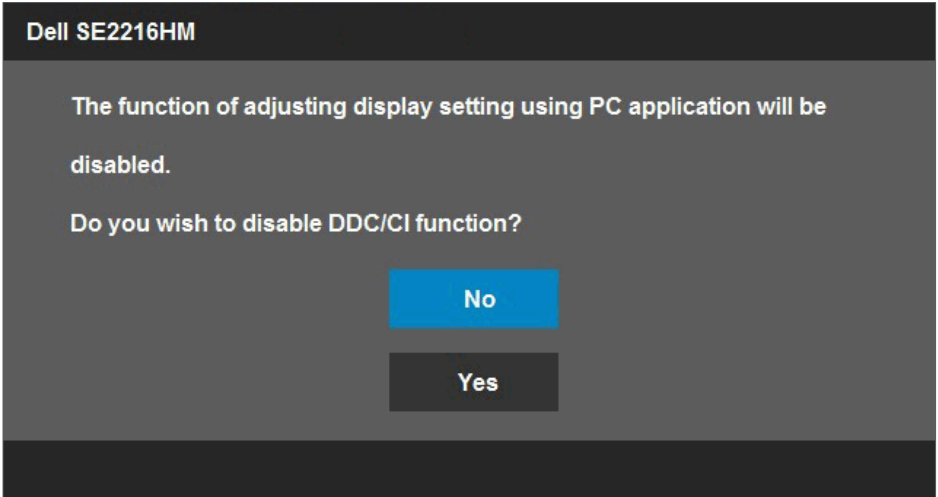 Dell SE2216HM
The function of adjusting display setting using PC application will be
disabled.
Do you wish to disable DDC/CI function?
No
Yes